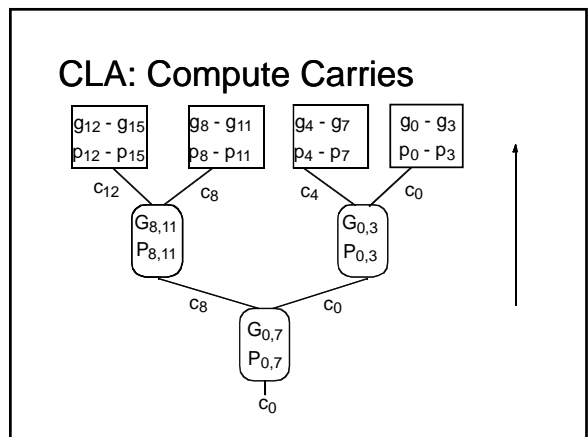 CLA: Compute Carries
g12 - g15 g8 - g11 g4 - g7 g0 - g3
p12 - p15 p8 - p11 p4 - p7 p0 - p3
c12 c8 c4 c0
G8,11 G0,3
P8,11 P0,3
c8 c0
G0,7
P0,7
c0